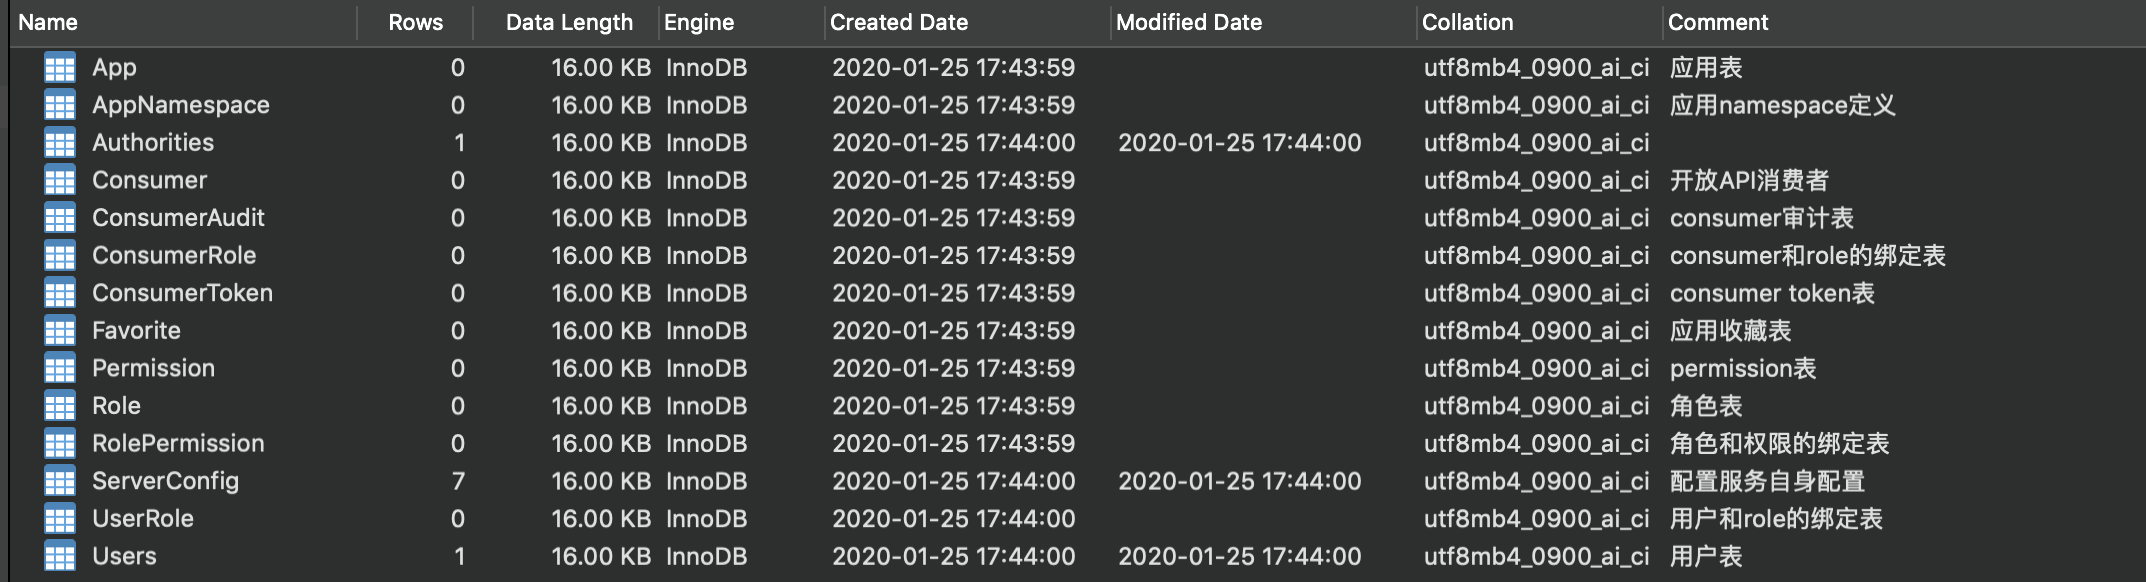 Name Rows Data Length Engine Created Date Modified Date Collation Comment
App 0 16.00 KB InnoDB 2020-01-25 17:43:59 utf8mb4_0900_ai_ci 应用表
AppNamespace 0 16.00 KB InnoDB 2020-01-25 17:43:59 utf8mb4_0900_ai_ci 应用namespace定义
Authorities 1 16.00 KB InnoDB 2020-01-25 17:44:00 2020-01-25 17:44:00 utf8mb4_0900_ai_ci
Consumer 0 16.00 KB InnoDB 2020-01-25 17:43:59 utf8mb4_0900_ai_ci 开放API消费者
ConsumerAudit 0 16.00 KB InnoDB 2020-01-25 17:43:59 utf8mb4_0900_ai_ci consumer审计表
ConsumerRole 0 16.00 KB InnoDB 2020-01-25 17:43:59 utf8mb4_0900_ai_ci consumer和role的绑定表
ConsumerToken 0 16.00 KB InnoDB 2020-01-25 17:43:59 utf8mb4_0900_ai_ci consumer token表
Favorite 0 16.00 KB InnoDB 2020-01-25 17:43:59 utf8mb4_0900_ai_ci 应用收藏表
Permission 0 16.00 KB InnoDB 2020-01-25 17:43:59 utf8mb4_0900_ai_ci permission表
Role 0 16.00 KB InnoDB 2020-01-25 17:43:59 utf8mb4_0900_ai_ci 角色表
RolePermission 0 16.00 KB InnoDB 2020-01-25 17:43:59 utf8mb4_0900_ai_ci 角色和权限的绑定表
ServerConfig 7 16.00 KB InnoDB 2020-01-25 17:44:00 2020-01-25 17:44:00 utf8mb4_0900_ai_ci 配置服务自身配置
UserRole 0 16.00 KB InnoDB 2020-01-25 17:44:00 utf8mb4_0900_ai_ci 用户和role的绑定表
Users 1 16.00 KB InnoDB 2020-01-25 17:44:00 2020-01-25 17:44:00 utf8mb4_0900_ai_ci 用户表